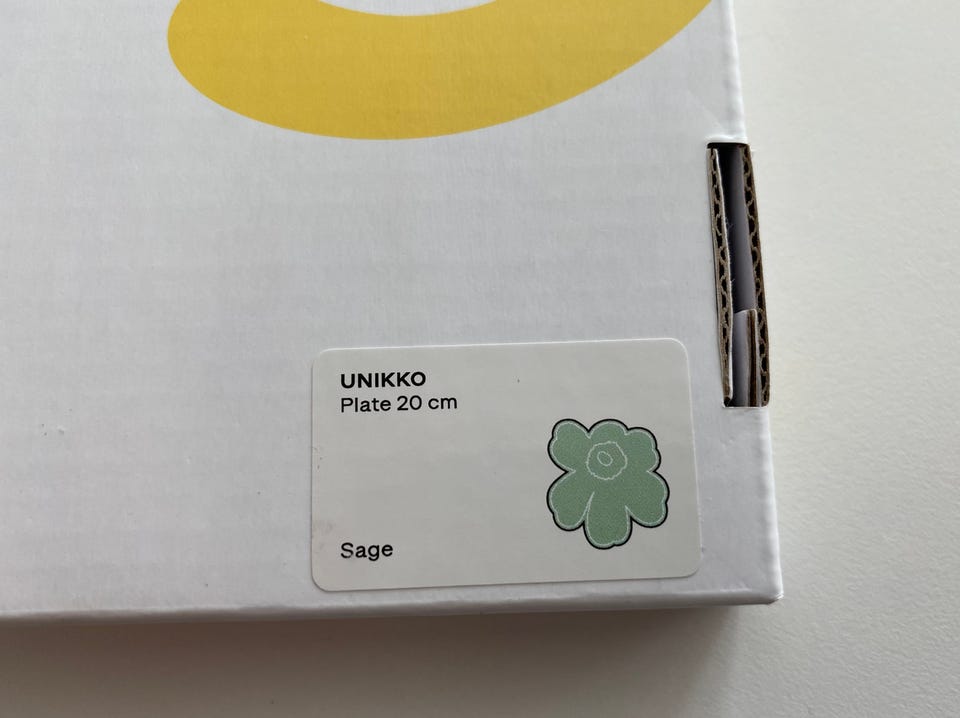 UNIKKO
Plate 20 cm
Sage